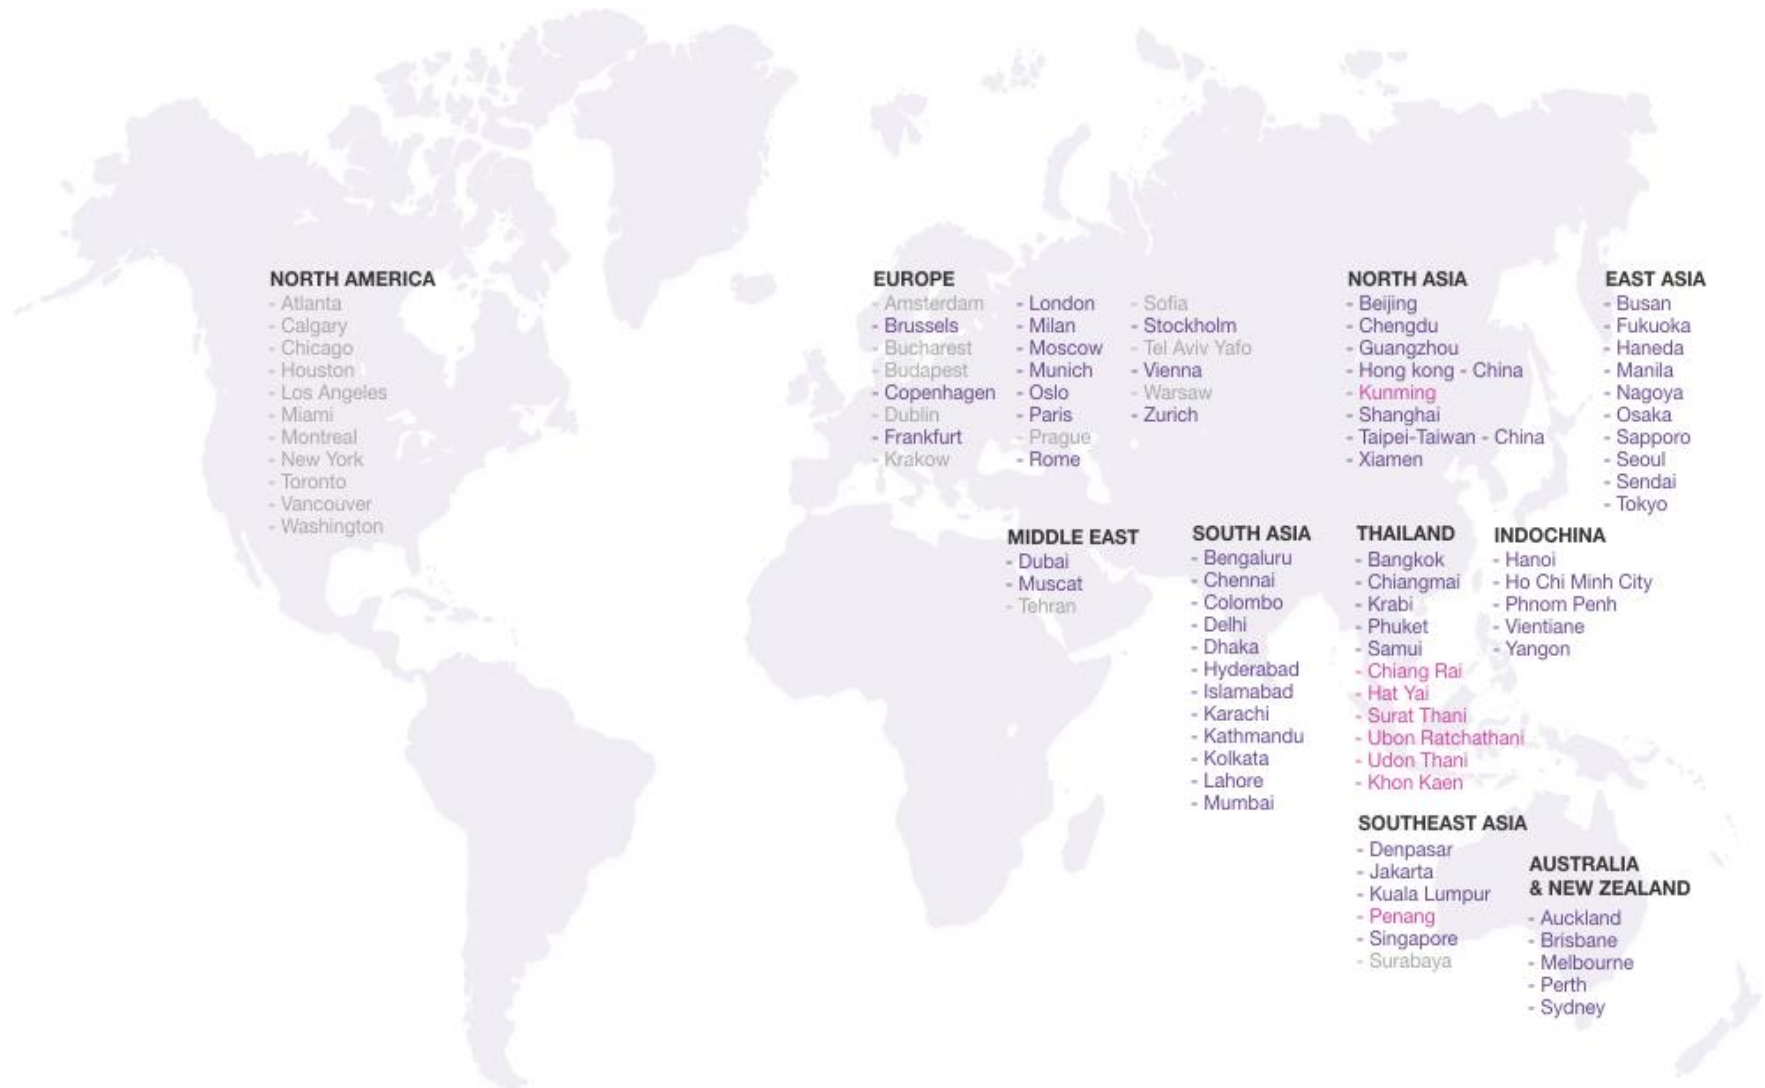 NORTH AMERICA
- Atlanta
- Calgary
- Chicago
- Houston
- Los Angeles
- Miami
- Montreal
- New York
- Toronto
- Vancouver
- Washington
EUROPE
- Amsterdam
- Brussels
- Bucharest
- Budapest
- Copenhagen
- Dublin
- Frankfurt
- Krakow
- London
- Milan
- Moscow
- Munich
- Oslo
- Paris
- Prague
- Rome
- Sofia
- Stockholm
- Tel Aviv Yafo
- Vienna
- Warsaw
- Zurich
NORTH ASIA
- Beijing
- Chengdu
- Guangzhou
- Hong kong - China
- Kunming
- Shanghai
- Taipei-Taiwan - China
- Xiamen
EAST ASIA
- Busan
- Fukuoka
- Haneda
- Manila
- Nagoya
- Osaka
- Sapporo
- Seoul
- Sendai
- Tokyo
MIDDLE EAST
- Dubai
- Muscat
- Tehran
SOUTH ASIA
- Bengaluru
- Chennai
- Colombo
- Delhi
- Dhaka
- Hyderabad
- Islamabad
- Karachi
- Kathmandu
- Kolkata
- Lahore
- Mumbai
THAILAND
- Bangkok
- Chiangmai
- Krabi
- Phuket
- Samui
- Chiang Rai
- Hat Yai
- Surat Thani
- Ubon Ratchathani
- Udon Thani
- Khon Kaen
INDOCHINA
- Hanoi
- Ho Chi Minh City
- Phnom Penh
- Vientiane
- Yangon
SOUTHEAST ASIA
- Denpasar
- Jakarta
- Kuala Lumpur
- Penang
- Singapore
- Surabaya
AUSTRALIA
& NEW ZEALAND
- Auckland
- Brisbane
- Melbourne
- Perth
- Sydney